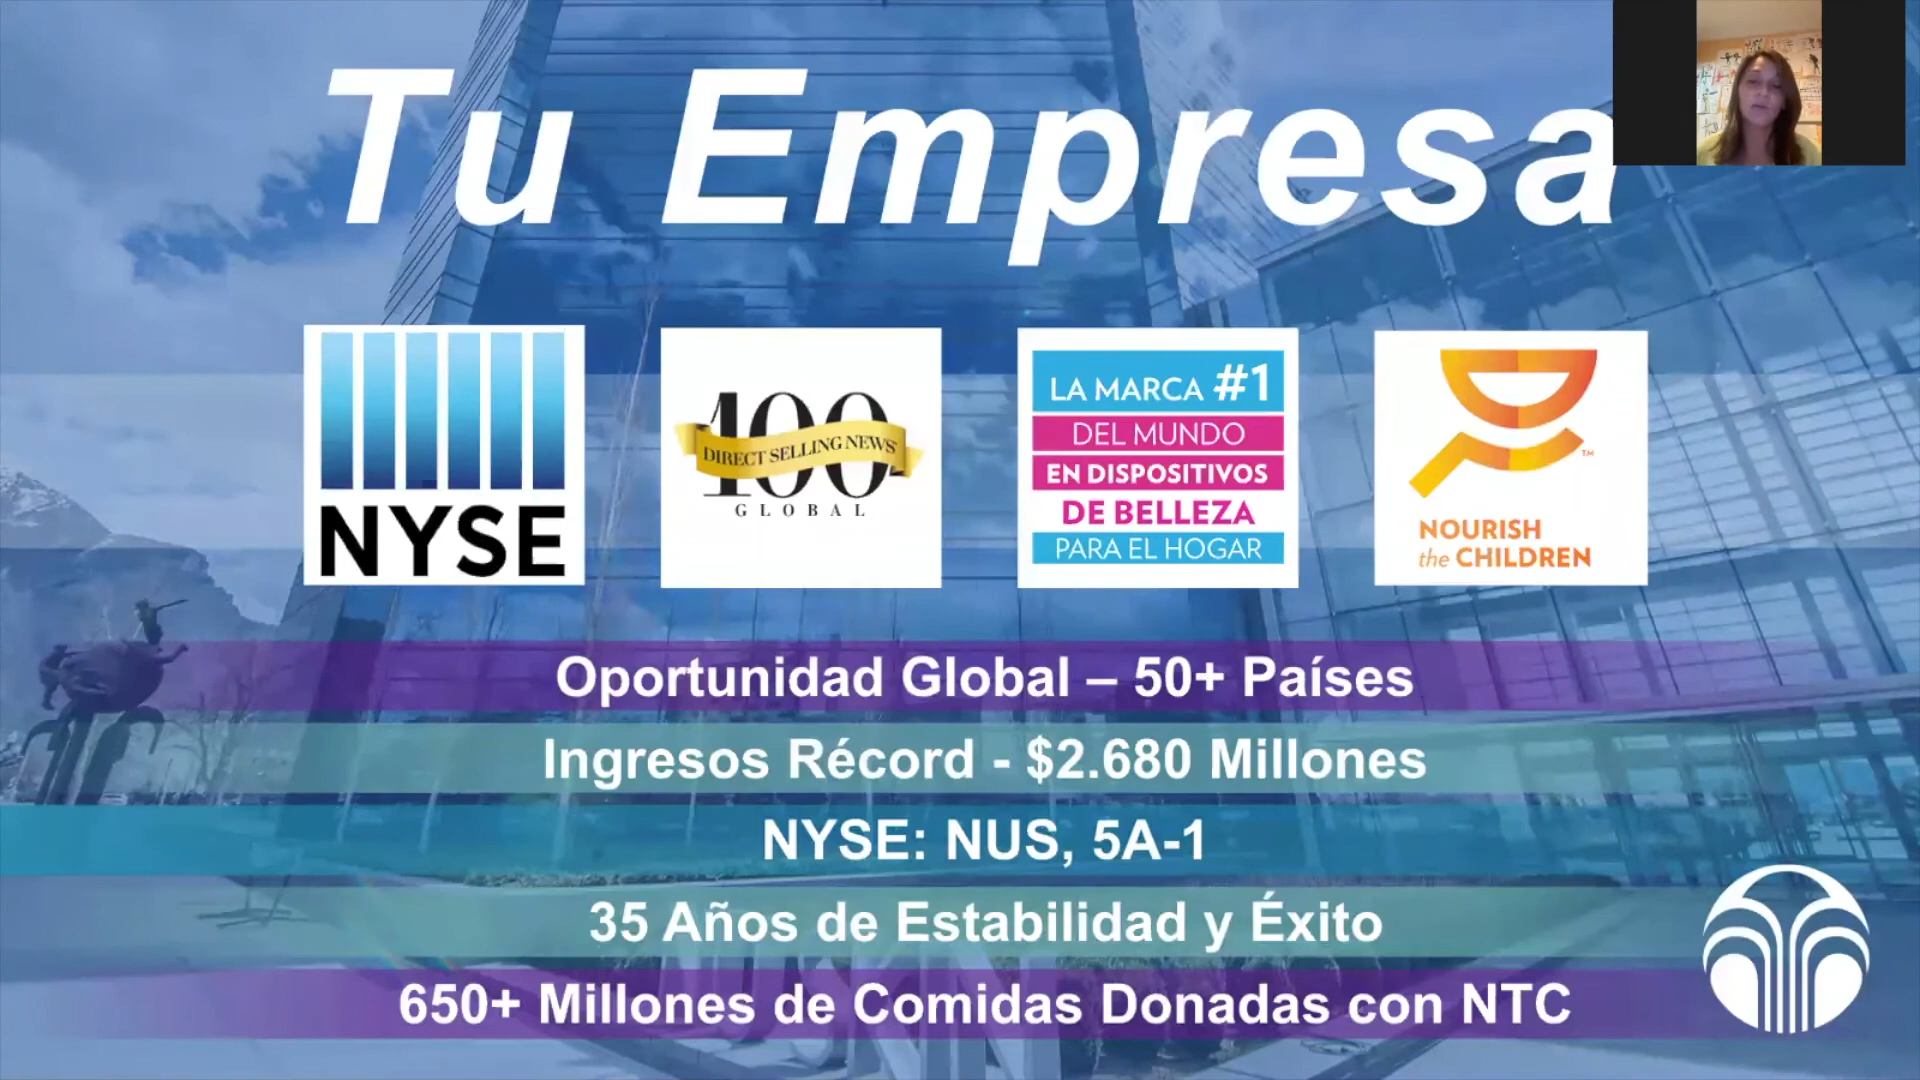 Tu Empresa
NYSE
100
DIRECT SELLING NEWS
GLOBAL
LA MARCA #1
DEL MUNDO
EN DISPOSITIVOS
DE BELLEZA
PARA EL HOGAR
NOURISH
the CHILDREN
TM
Oportunidad Global – 50+ Países
Ingresos Récord - $2.680 Millones
NYSE: NUS, 5A-1
35 Años de Estabilidad y Éxito
650+ Millones de Comidas Donadas con NTC